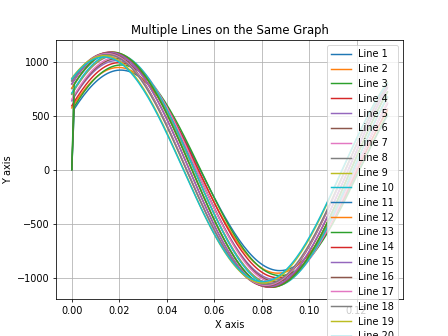 Multiple Lines on the Same Graph
Y axis
1000
500
0
−500
−1000
0.00
0.02
0.04
0.06
0.08
0.10
X axis
Line 1
Line 2
Line 3
Line 4
Line 5
Line 6
Line 7
Line 8
Line 9
Line 10
Line 11
Line 12
Line 13
Line 14
Line 15
Line 16
Line 17
Line 18
Line 19
Line 20